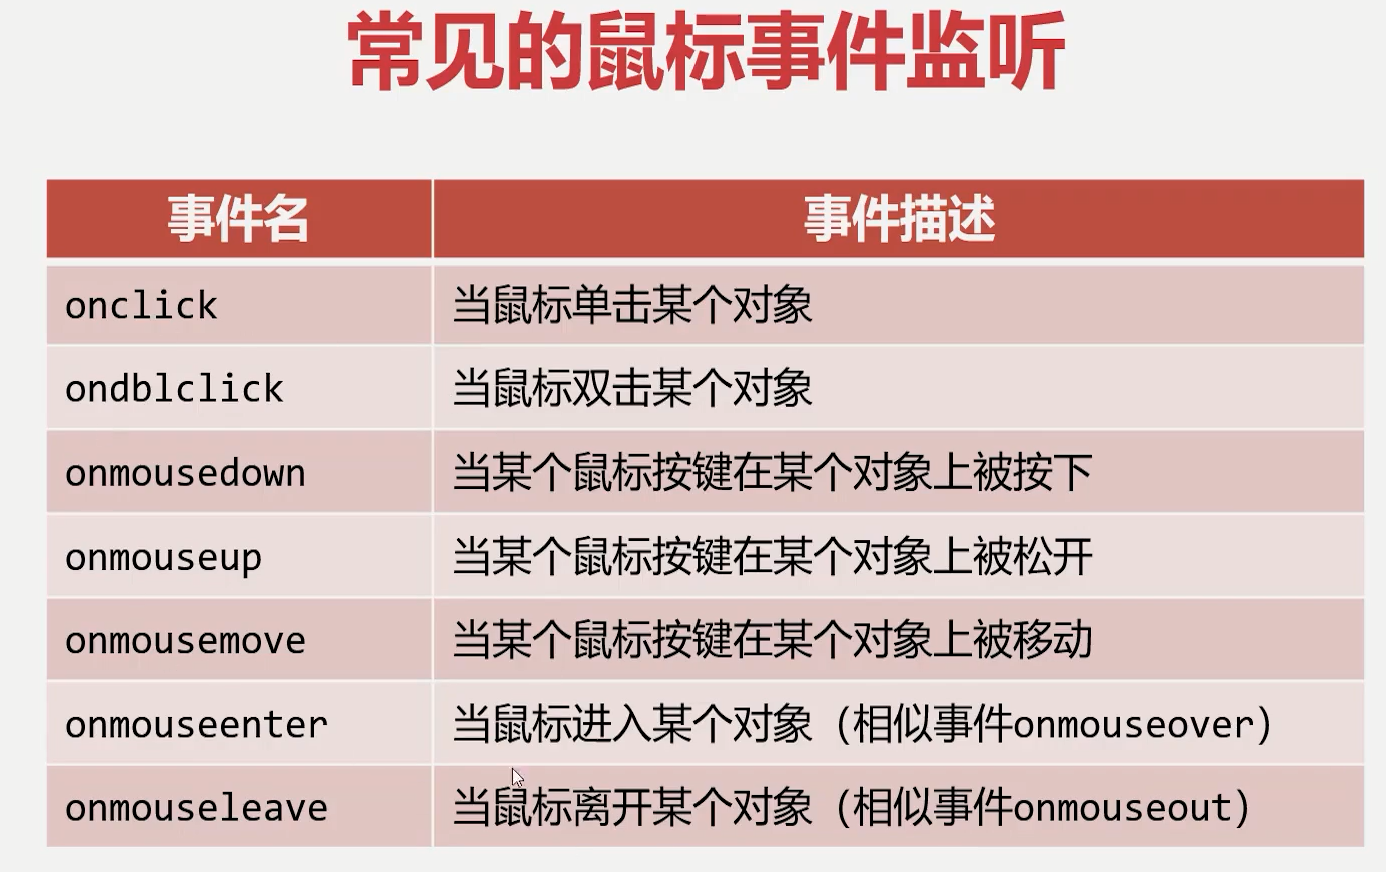 常见的鼠标事件监听
事件名 事件描述
onclick 当鼠标单击某个对象
ondblclick 当鼠标双击某个对象
onmousedown 当某个鼠标按键在某个对象上被按下
onmouseup 当某个鼠标按键在某个对象上被松开
onmousemove 当某个鼠标按键在某个对象上被移动
onmouseenter 当鼠标进入某个对象（相似事件onmouseover）
onmouseleave 当鼠标离开某个对象（相似事件onmouseout）